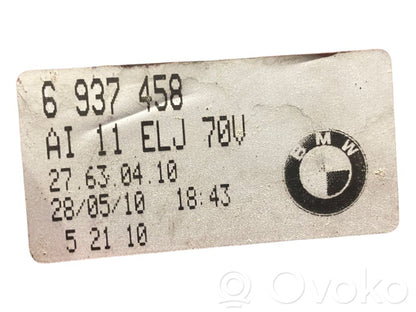 6 937 458
AI 11 ELJ 70V
27.63.04.10
28/05/10 18:43
5 21 10
BMW
Ovoko